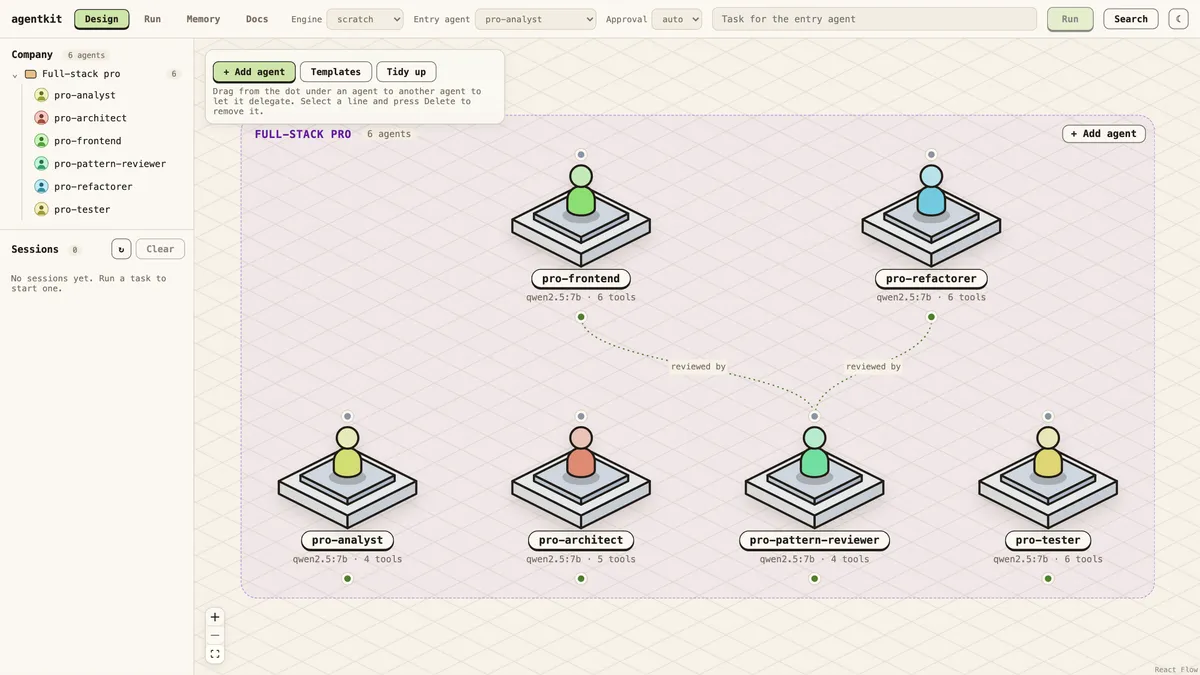 agentkit Design Run Memory Docs Engine scratch Entry agent pro-analyst Approval auto Task for the entry agent Run Search
Company 6 agents
Full-stack pro 6
pro-analyst
pro-architect
pro-frontend
pro-pattern-reviewer
pro-refactorer
pro-tester
Sessions 0 Clear
No sessions yet. Run a task to
start one.
+ Add agent Templates Tidy up
Drag from the dot under an agent to another agent to
let it delegate. Select a line and press Delete to
remove it.
FULL-STACK PRO 6 agents + Add agent
pro-frontend pro-refactorer
qwen2.5:7b · 6 tools qwen2.5:7b · 6 tools
reviewed by reviewed by
pro-analyst pro-architect pro-pattern-reviewer pro-tester
qwen2.5:7b · 4 tools qwen2.5:7b · 5 tools qwen2.5:7b · 4 tools qwen2.5:7b · 6 tools
React Flow